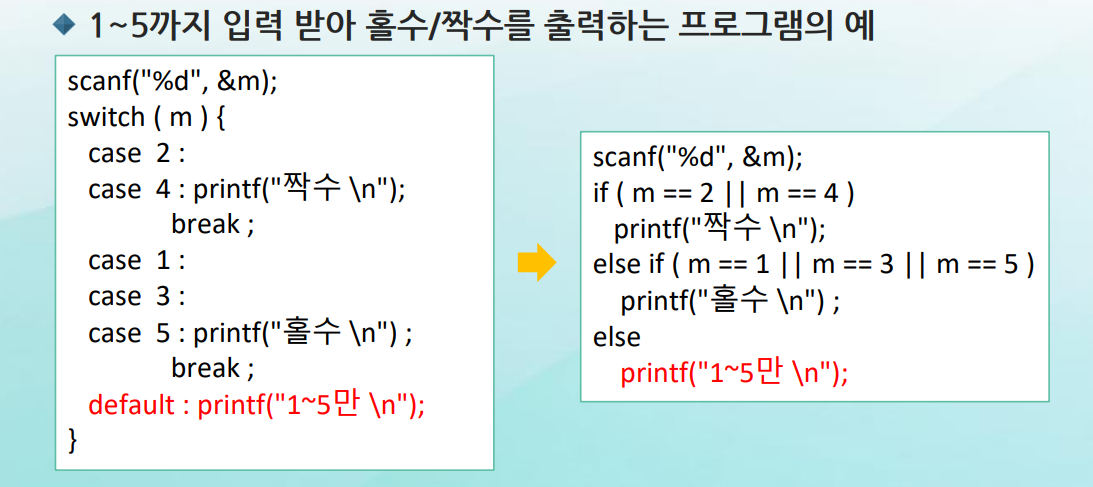 1~5까지 입력 받아 홀수/짝수를 출력하는 프로그램의 예
scanf("%d", &m);
switch ( m ) {
case 2 :
case 4 : printf("짝수 \n");
break ;
case 1 :
case 3 :
case 5 : printf("홀수 \n") ;
break ;
default : printf("1~5만 \n");
}
scanf("%d", &m);
if ( m == 2 || m == 4 )
printf("짝수 \n");
else if ( m == 1 || m == 3 || m == 5 )
printf("홀수 \n") ;
else
printf("1~5만 \n");